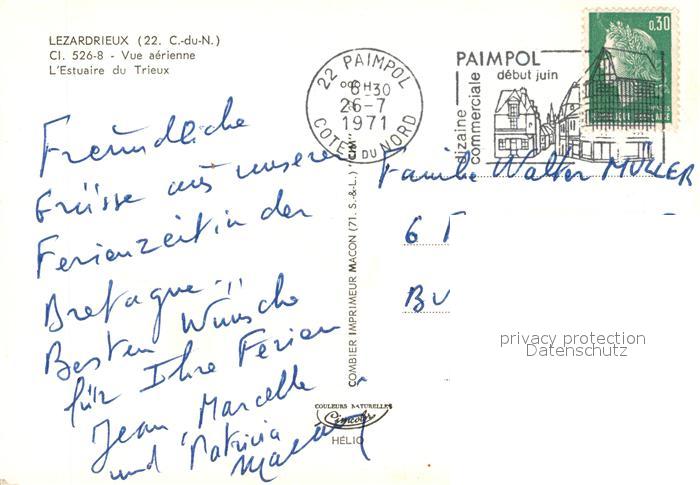 LEZARDRIEUX (22. C.-du-N.)
Cl. 526-8 - Vue aérienne
L'Estuaire du Trieux
22 PAIMPOL
6 H-30
26-7
1971
COTES DU NORD
PAIMPOL
début juin
dizaine
commerciale
0,30
Freundliche
Grüsse aus unserer
Ferienzeit in der
Bretagne...
Besten Wünsche
für Ihre Ferien
Jean, Marcelle
und Patricia
COMBIER IMPRIMEUR MACON (71. S.-&-L.)
COULEURS NATURELLES
Cimcolor
HÉLIO
Familie Walter MÜLLER
6
privacy protection
Datenschutz